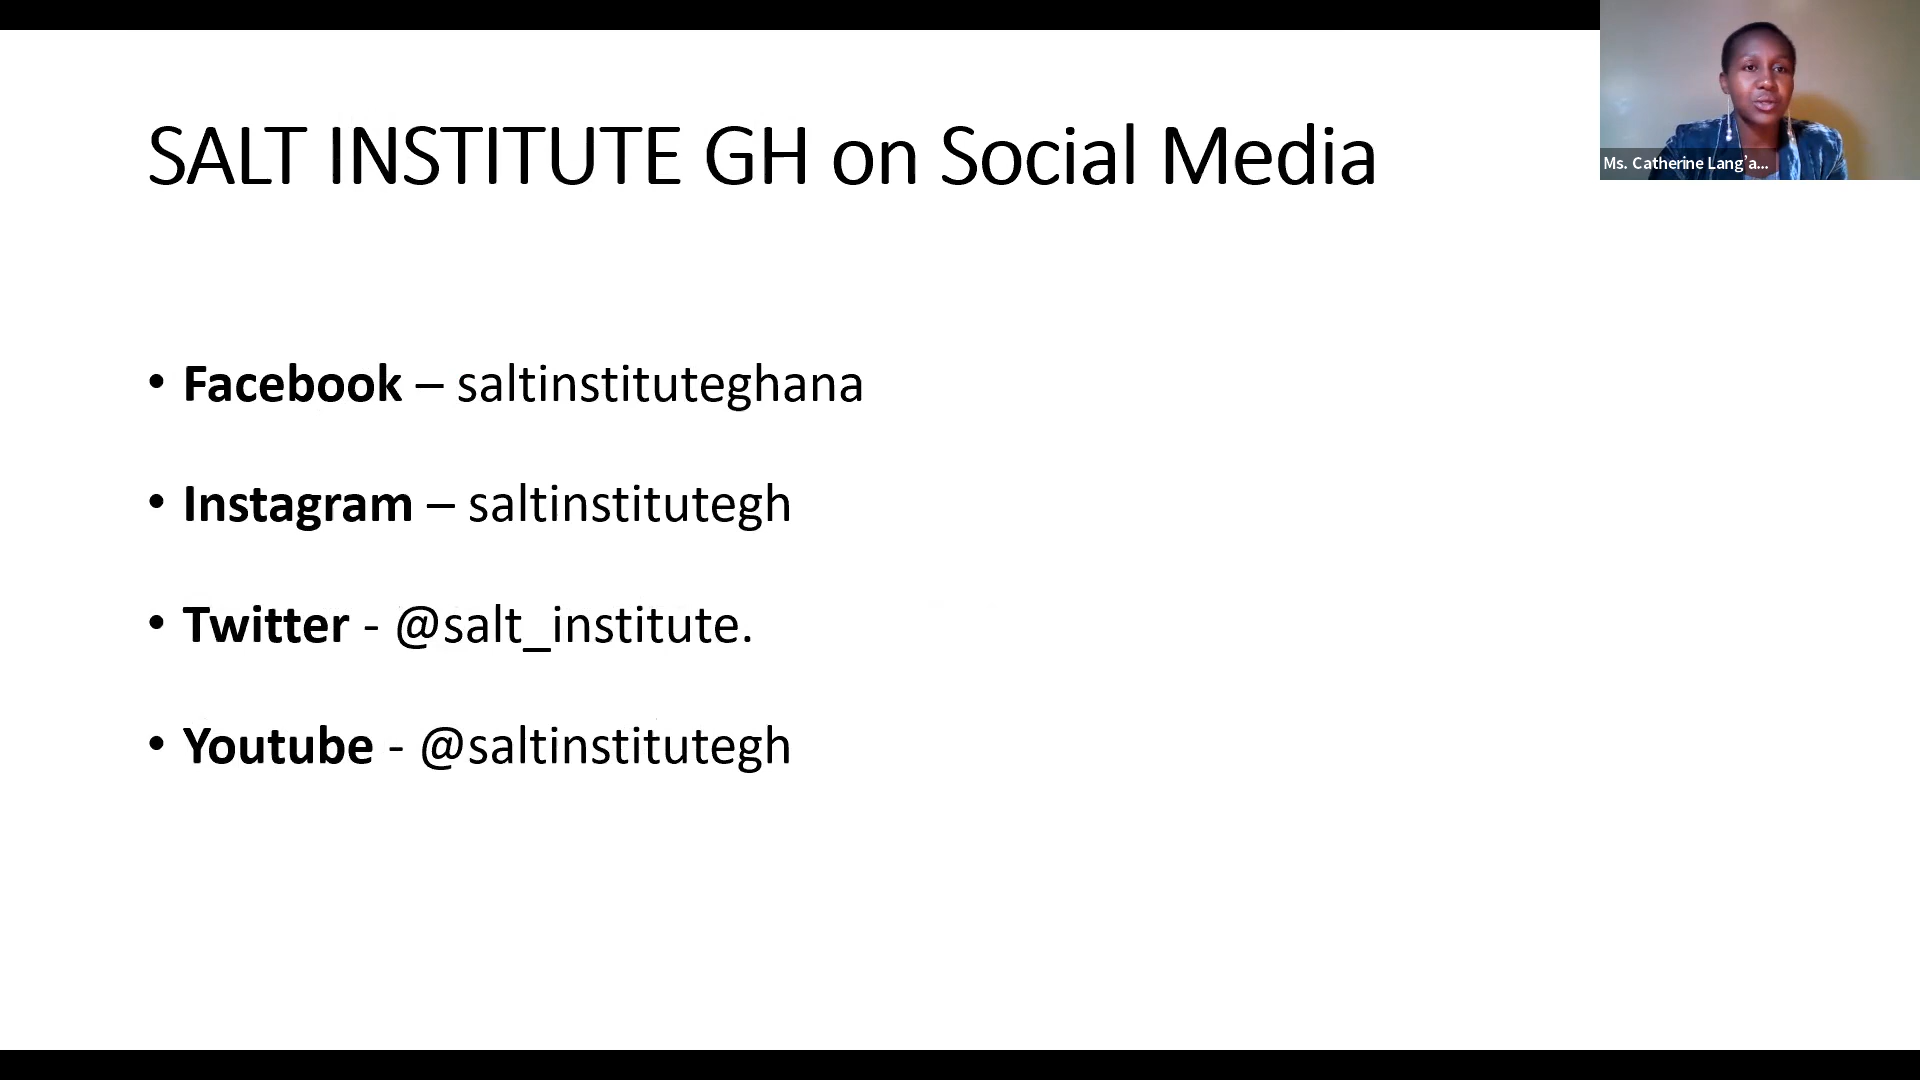 SALT INSTITUTE GH on Social Media
Ms. Catherine Lang'a...
• Facebook – saltinstituteghana
• Instagram – saltinstitutegh
• Twitter - @salt_institute.
• Youtube - @saltinstitutegh